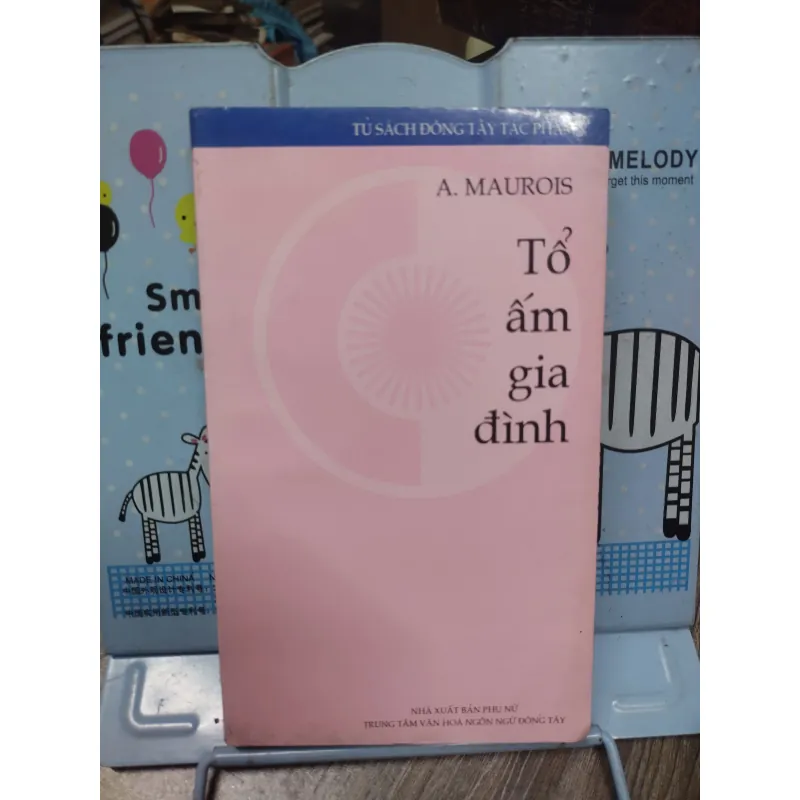 TỦ SÁCH ĐÔNG TÂY TÁC PHẨM
A. MAUROIS
Tổ
ấm
gia
đình
NHÀ XUẤT BẢN PHỤ NỮ
TRUNG TÂM VĂN HOÁ NGÔN NGỮ ĐÔNG TÂY
MELODY
rget this moment
Sm
frien
MADE IN CHINA